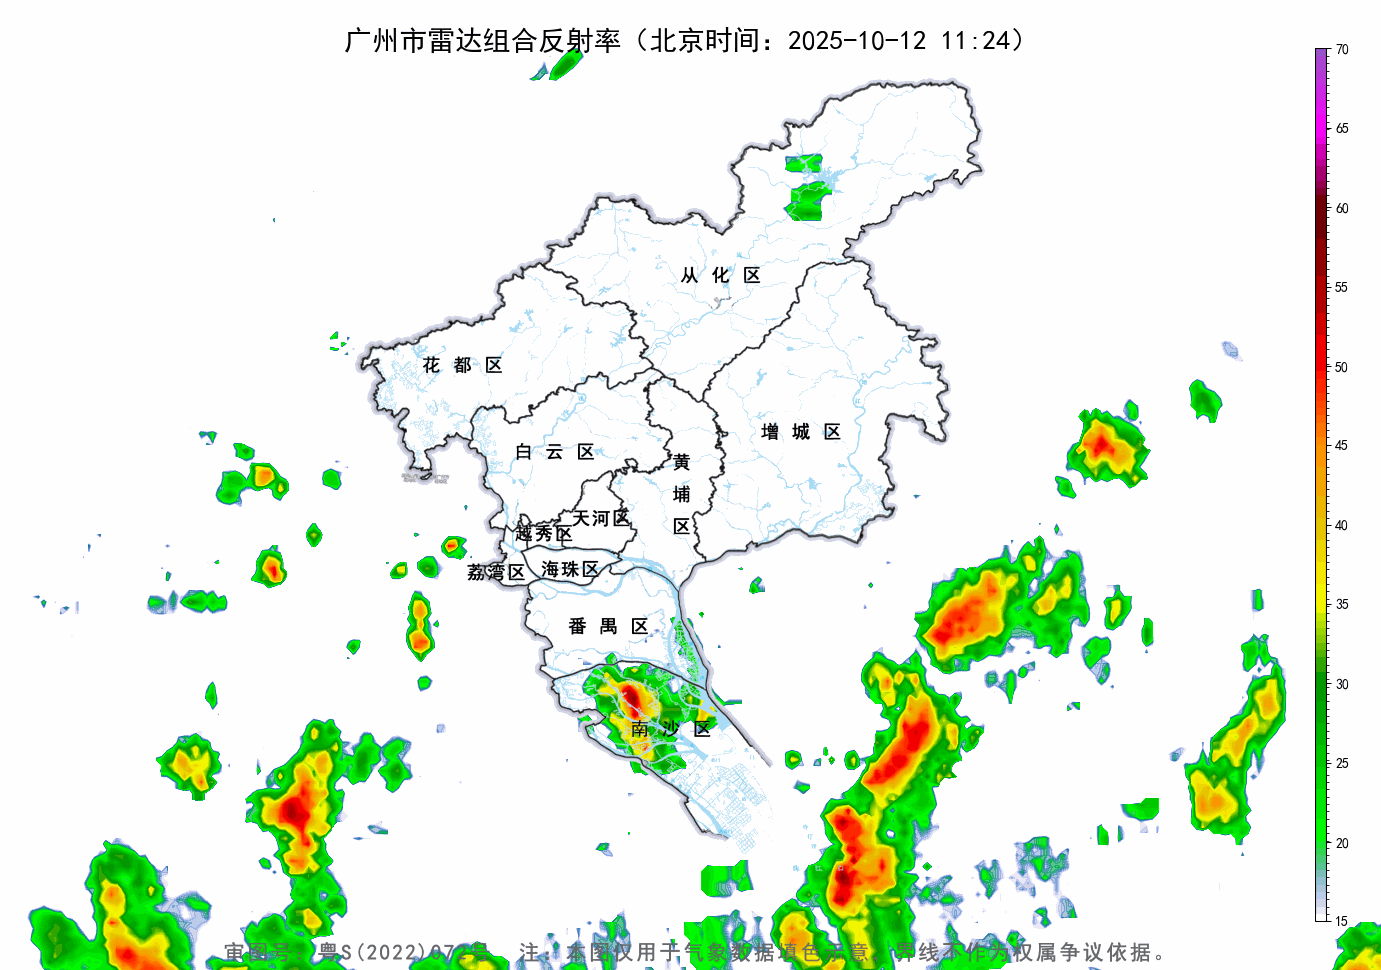 广州市雷达组合反射率（北京时间：2025-10-12 11:24）
70
65
60
55
50
45
40
35
30
25
20
15
从化区
花都区
增城区
白云区
黄埔区
天河区
越秀区
荔湾区
海珠区
番禺区
南沙区
审图号：粤S(2022)072号 注：本图仅用于气象数据填色示意，界线不作为权属争议依据。